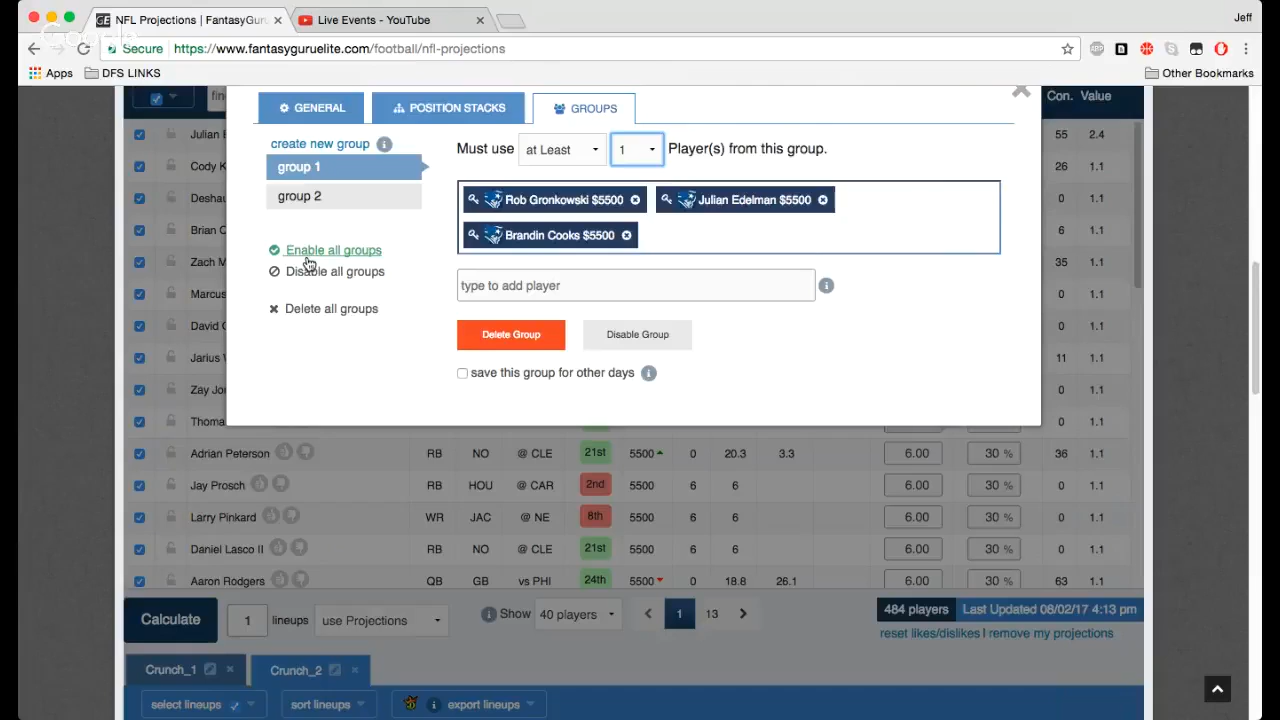 NFL Projections | FantasyGuru
Live Events - YouTube
Jeff
Google
Secure
https://www.fantasyguruelite.com/football/nfl-projections
Apps
DFS LINKS
Other Bookmarks
GENERAL
POSITION STACKS
GROUPS
Con.
Value
create new group
Must use
at Least
1
Player(s) from this group.
group 1
group 2
Rob Gronkowski $5500
Julian Edelman $5500
Brandin Cooks $5500
Enable all groups
Disable all groups
Delete all groups
type to add player
Delete Group
Disable Group
save this group for other days
Julian 55 2.4
Cody K 26 1.1
Desha 0 1.1
Brian C 6 1.1
Zach M 35 1.1
Marcus 0 1.1
David 0 1.1
Jarius 11 1.1
Zay Jo 0 1.1
Thoma 0 1.1
Adrian Peterson RB NO @ CLE 21st 5500 0 20.3 3.3 6.00 30 % 36 1.1
Jay Prosch RB HOU @ CAR 2nd 5500 6 6 6.00 30 % 0 1.1
Larry Pinkard WR JAC @ NE 8th 5500 6 6 6.00 30 % 0 1.1
Daniel Lasco II RB NO @ CLE 21st 5500 6 6 6.00 30 % 0 1.1
Aaron Rodgers QB GB vs PHI 24th 5500 0 18.8 26.1 6.00 30 % 63 1.1
Calculate
1
lineups
use Projections
Show
40 players
1
13
484 players
Last Updated 08/02/17 4:13 pm
reset likes/dislikes | remove my projections
Crunch_1
Crunch_2
select lineups
sort lineups
export lineups